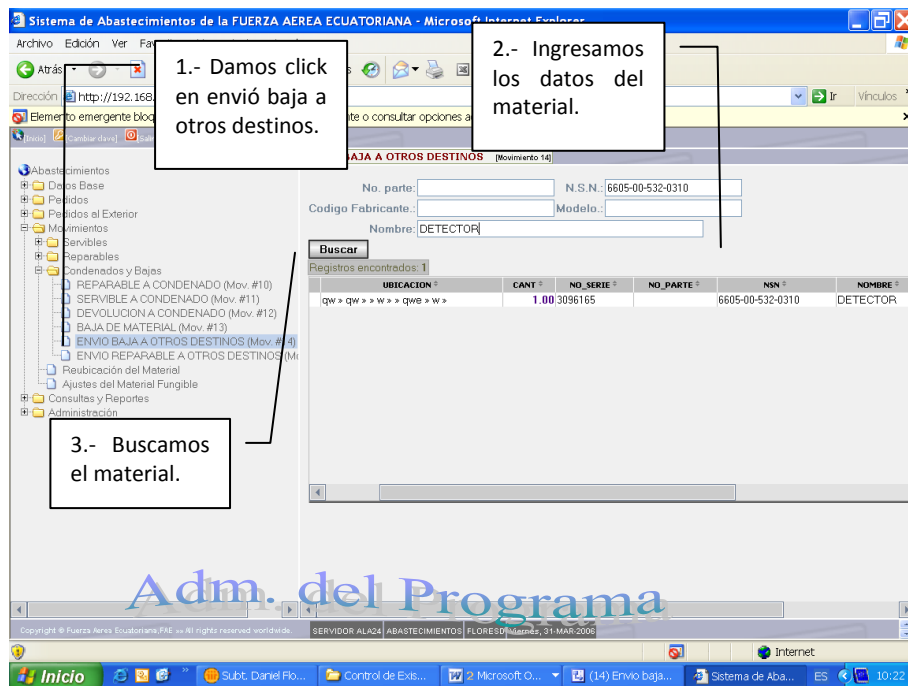 Sistema de Abastecimientos de la FUERZA AEREA ECUATORIANA - Microsoft Internet Explorer
Archivo Edición Ver
Atrás
Dirección http://192.168.
Ir Vínculos
Elemento emergente
[Inicio] [Cambiar clave]
1.- Damos click
en envió baja a
otros destinos.
2.- Ingresamos
los datos del
material.
BAJA A OTROS DESTINOS [Movimiento 14]
Abastecimientos
Datos Base
Pedidos
Pedidos al Exterior
Movimientos
Servibles
Reparables
Condenados y Bajas
REPARABLE A CONDENADO (Mov. #10)
SERVIBLE A CONDENADO (Mov. #11)
DEVOLUCION A CONDENADO (Mov. #12)
BAJA DE MATERIAL (Mov. #13)
ENVIO BAJA A OTROS DESTINOS (Mov. #14)
ENVIO REPARABLE A OTROS DESTINOS
Reubicación del Material
Ajustes del Material Fungible
Consultas y Reportes
Administración
No. parte: N.S.N.: 6605-00-532-0310
Codigo Fabricante.: Modelo.:
Nombre: DETECTOR
Buscar
Registros encontrados: 1
UBICACION CANT NO_SERIE NO_PARTE NSN NOMBRE
qw » qw » » w » » qwe » w » 1.00 3096165 6605-00-532-0310 DETECTOR
3.- Buscamos
el material.
Adm. del Programa
Copyright © Fuerza Aerea Ecuatoriana,FAE »» All rights reserved worldwide.
SERVIDOR ALA24 ABASTECIMIENTOS FLORESD Viernes, 31-MAR-2006
Internet
Inicio
Subt. Daniel Flo...
Control de Exis...
2 Microsoft O...
(14) Envio baja...
Sistema de Aba...
ES
10:22